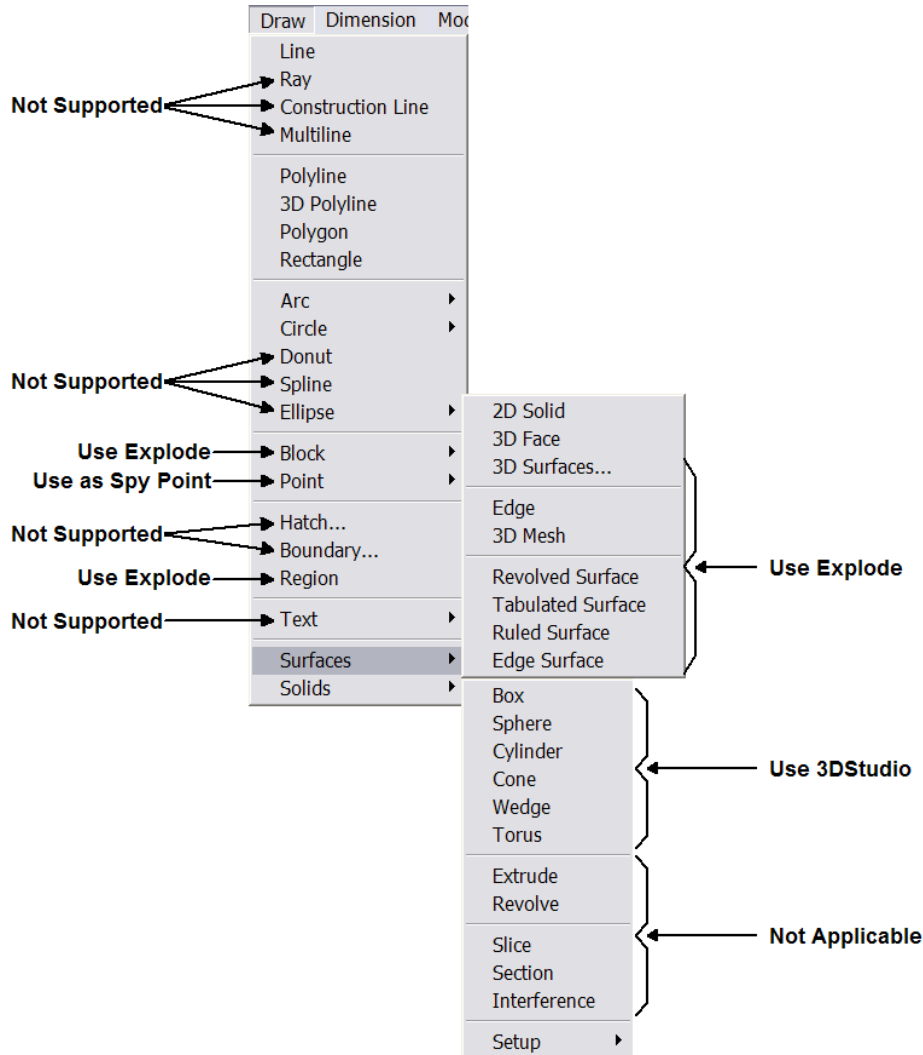 Draw Dimension Moc
Line
Ray
Not Supported
Construction Line
Multiline
Polyline
3D Polyline
Polygon
Rectangle
Arc
Circle
Donut
Not Supported
Spline
Ellipse
Use Explode
Block
Use as Spy Point
Point
Hatch...
Not Supported
Boundary...
Use Explode
Region
Not Supported
Text
Surfaces
Solids
2D Solid
3D Face
3D Surfaces...
Edge
3D Mesh
Revolved Surface
Tabulated Surface
Ruled Surface
Edge Surface
Use Explode
Box
Sphere
Cylinder
Cone
Wedge
Torus
Use 3DStudio
Extrude
Revolve
Slice
Section
Interference
Not Applicable
Setup